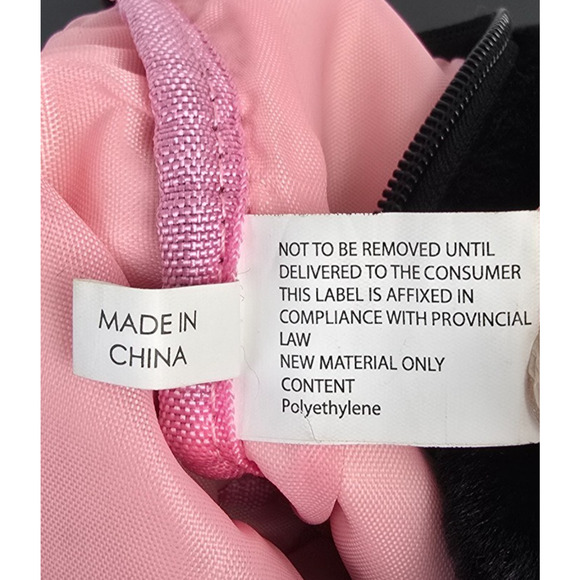 MADE IN
CHINA
NOT TO BE REMOVED UNTIL
DELIVERED TO THE CONSUMER
THIS LABEL IS AFFIXED IN
COMPLIANCE WITH PROVINCIAL
LAW
NEW MATERIAL ONLY
CONTENT
Polyethylene